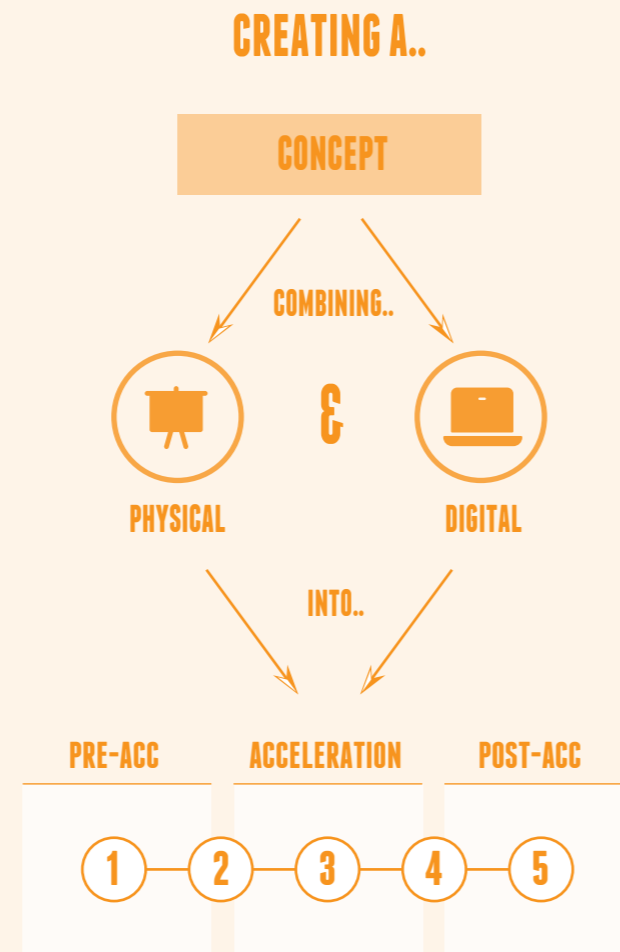 CREATING A..
CONCEPT
COMBINING..
&
PHYSICAL
DIGITAL
INTO..
PRE-ACC
ACCELERATION
POST-ACC
1
2
3
4
5